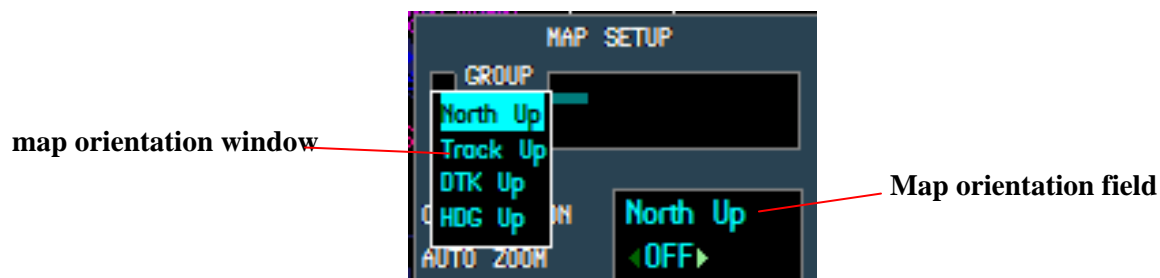 MAP SETUP
GROUP
North Up
map orientation window
Track Up
DTK Up
HDG Up
North Up
Map orientation field
AUTO ZOOM
OFF